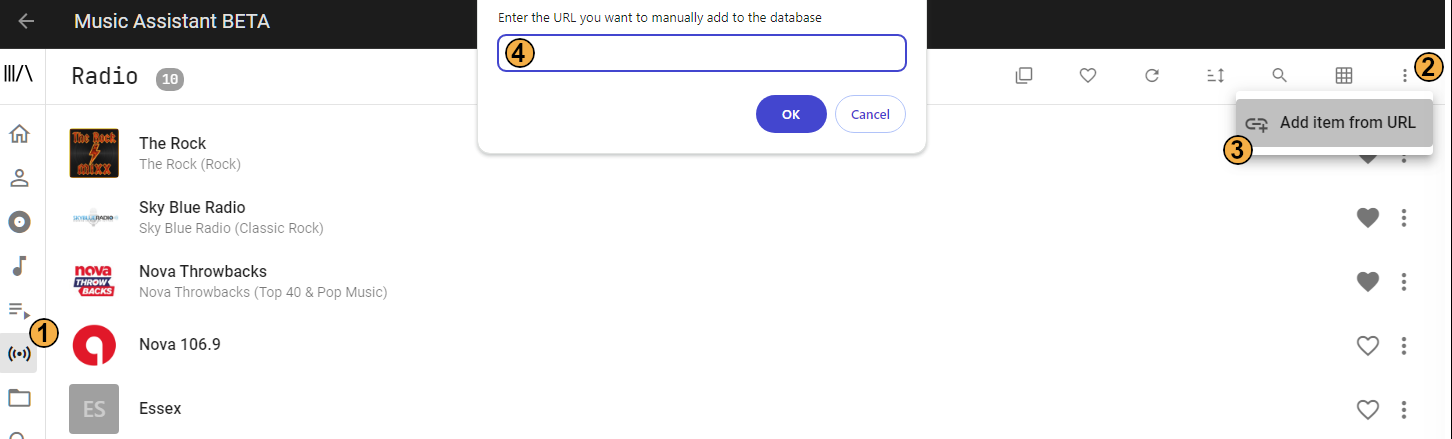 Music Assistant BETA
Enter the URL you want to manually add to the database
4
OK
Cancel
Radio 10
2
Add item from URL
3
The Rock mixx
The Rock
The Rock (Rock)
SKYBLUERADIO
Sky Blue Radio
Sky Blue Radio (Classic Rock)
nova
THROW
BACKS
Nova Throwbacks
Nova Throwbacks (Top 40 & Pop Music)
1
Nova 106.9
ES
Essex